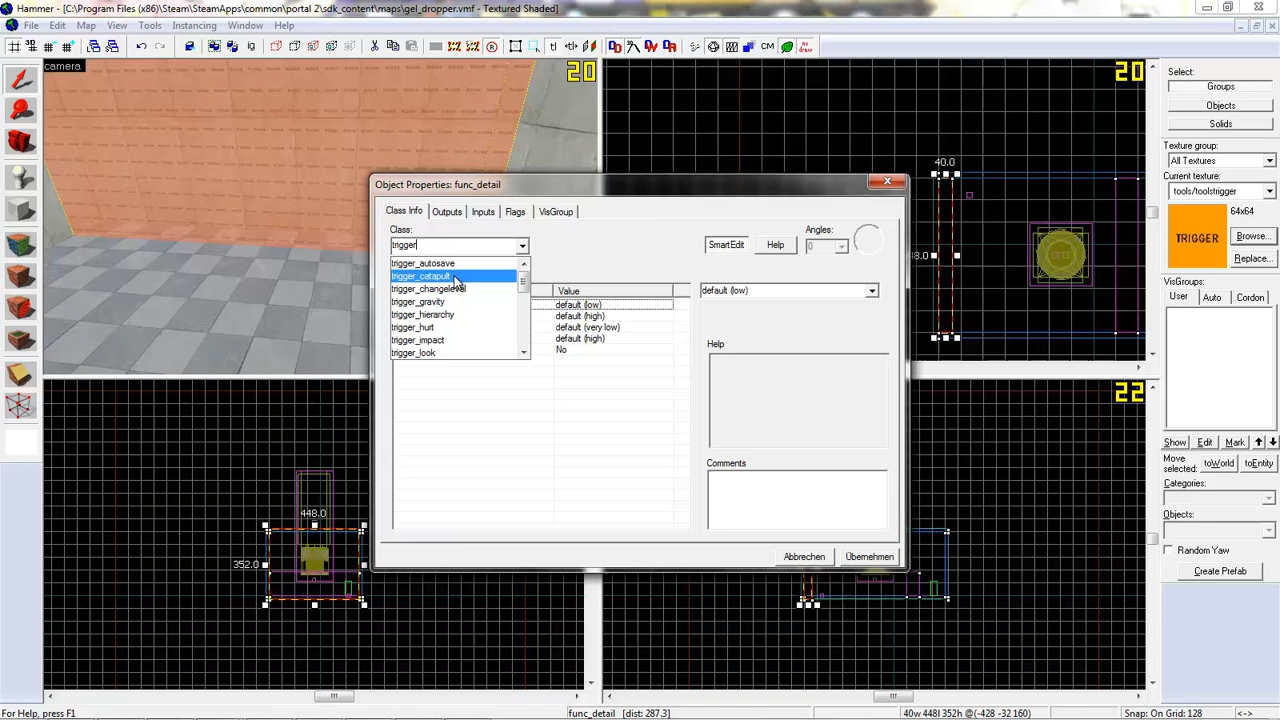 Hammer - [C:\Program Files (x86)\Steam\SteamApps\common\portal 2\sdk_content\maps\gel_dropper.vmf - Textured Shaded]
File Edit Map View Tools Instancing Window Help
camera
20
20
40.0
Object Properties: func_detail
Class Info Outputs Inputs Flags VisGroup
Class:
trigger
SmartEdit
Help
Angles:
0
trigger_autosave
trigger_catapult
trigger_changelevel
trigger_gravity
trigger_hierarchy
trigger_hurt
trigger_impact
trigger_look
Value
default (low)
default (high)
default (very low)
default (high)
No
default (low)
Help
Comments
Abbrechen
Übernehmen
448.0
352.0
22
Select:
Groups
Objects
Solids
Texture group:
All Textures
Current texture:
tools/toolstrigger
TRIGGER
64x64
Browse...
Replace...
VisGroups:
User Auto Cordon
Show Edit Mark
Move selected:
toWorld
toEntity
Categories:
Objects:
Random Yaw
Create Prefab
For Help, press F1
func_detail [dist: 287.3]
40w 448l 352h @(-428 -32 160)
Snap: On Grid: 128
<->